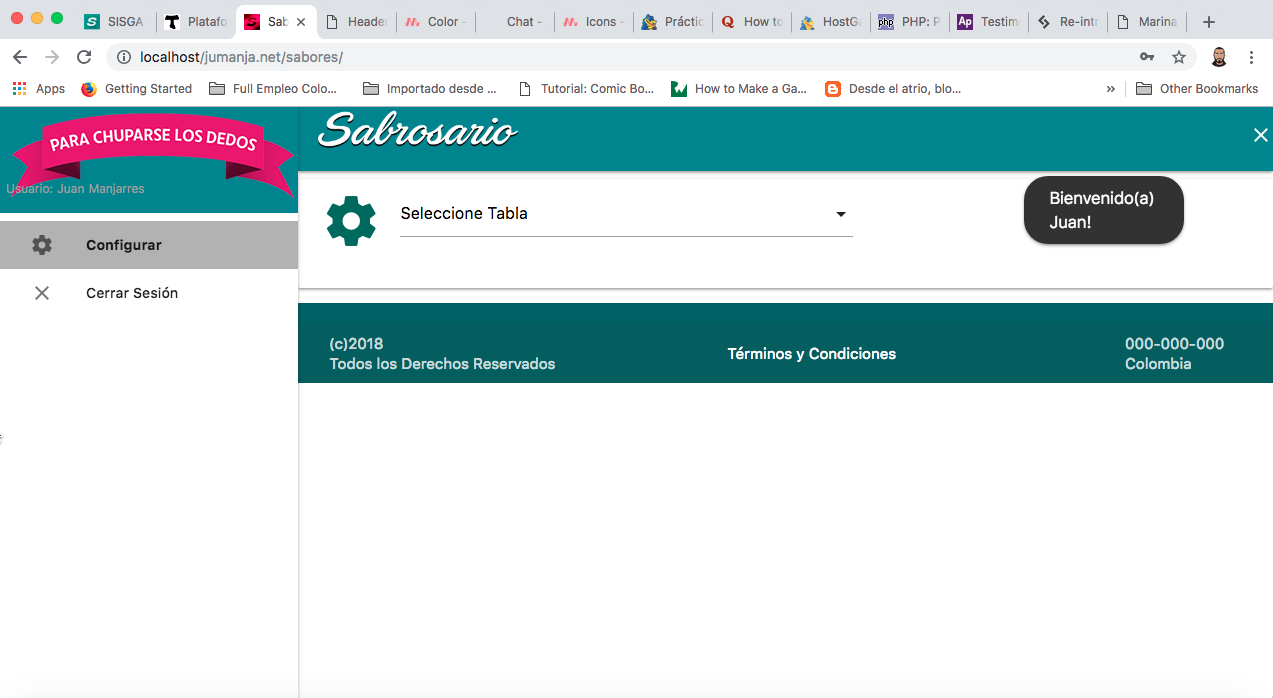 SISGA
Platafo
Sab
Header
Color -
Chat -
Icons -
Práctic
How to
HostGa
php
PHP: P
Ap
Testim
Re-intr
Marina
localhost/jumanja.net/sabores/
Apps
Getting Started
Full Empleo Colo...
Importado desde ...
Tutorial: Comic Bo...
How to Make a Ga...
Desde el atrio, blo...
»
Other Bookmarks
PARA CHUPARSE LOS DEDOS
Usuario: Juan Manjarres
Configurar
Cerrar Sesión
Sabrosario
Seleccione Tabla
Bienvenido(a)
Juan!
(c)2018
Todos los Derechos Reservados
Términos y Condiciones
000-000-000
Colombia